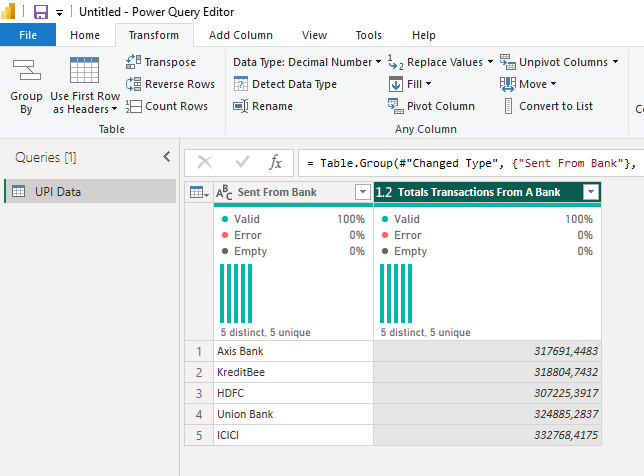 Untitled - Power Query Editor
File Home Transform Add Column View Tools Help
Group By
Use First Row as Headers
Transpose
Reverse Rows
Count Rows
Table
Data Type: Decimal Number
Detect Data Type
Rename
Replace Values
Fill
Pivot Column
Unpivot Columns
Move
Convert to List
Any Column
Queries [1]
UPI Data
fx = Table.Group(#"Changed Type", {"Sent From Bank"},
ABC Sent From Bank 1.2 Totals Transactions From A Bank
Valid 100% Valid 100%
Error 0% Error 0%
Empty 0% Empty 0%
5 distinct, 5 unique 5 distinct, 5 unique
1 Axis Bank 317691,4483
2 KreditBee 318804,7432
3 HDFC 307225,3917
4 Union Bank 324885,2837
5 ICICI 332768,4175